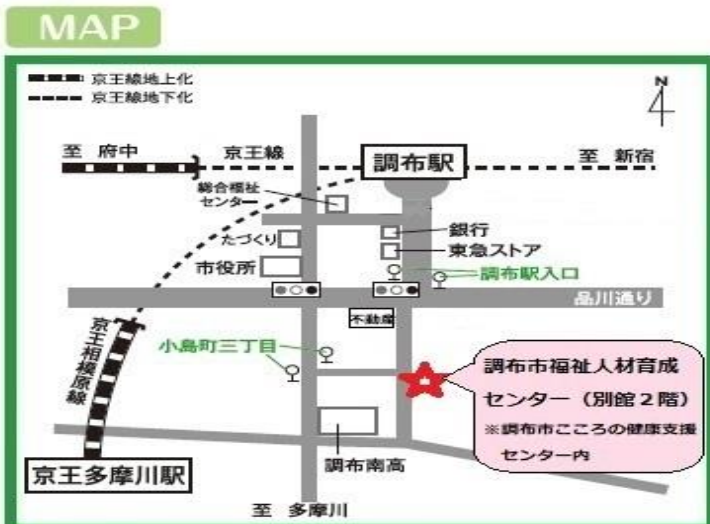 MAP
京王線地上化
京王線地下化
N
至 府中
京王線
調布駅
至 新宿
総合福祉
センター
たづくり
市役所
銀行
東急ストア
調布駅入口
品川通り
不動産
小島町三丁目
京王相模原線
調布市福祉人材育成
センター（別館２階）
※調布市こころの健康支援
センター内
調布南高
京王多摩川駅
至 多摩川